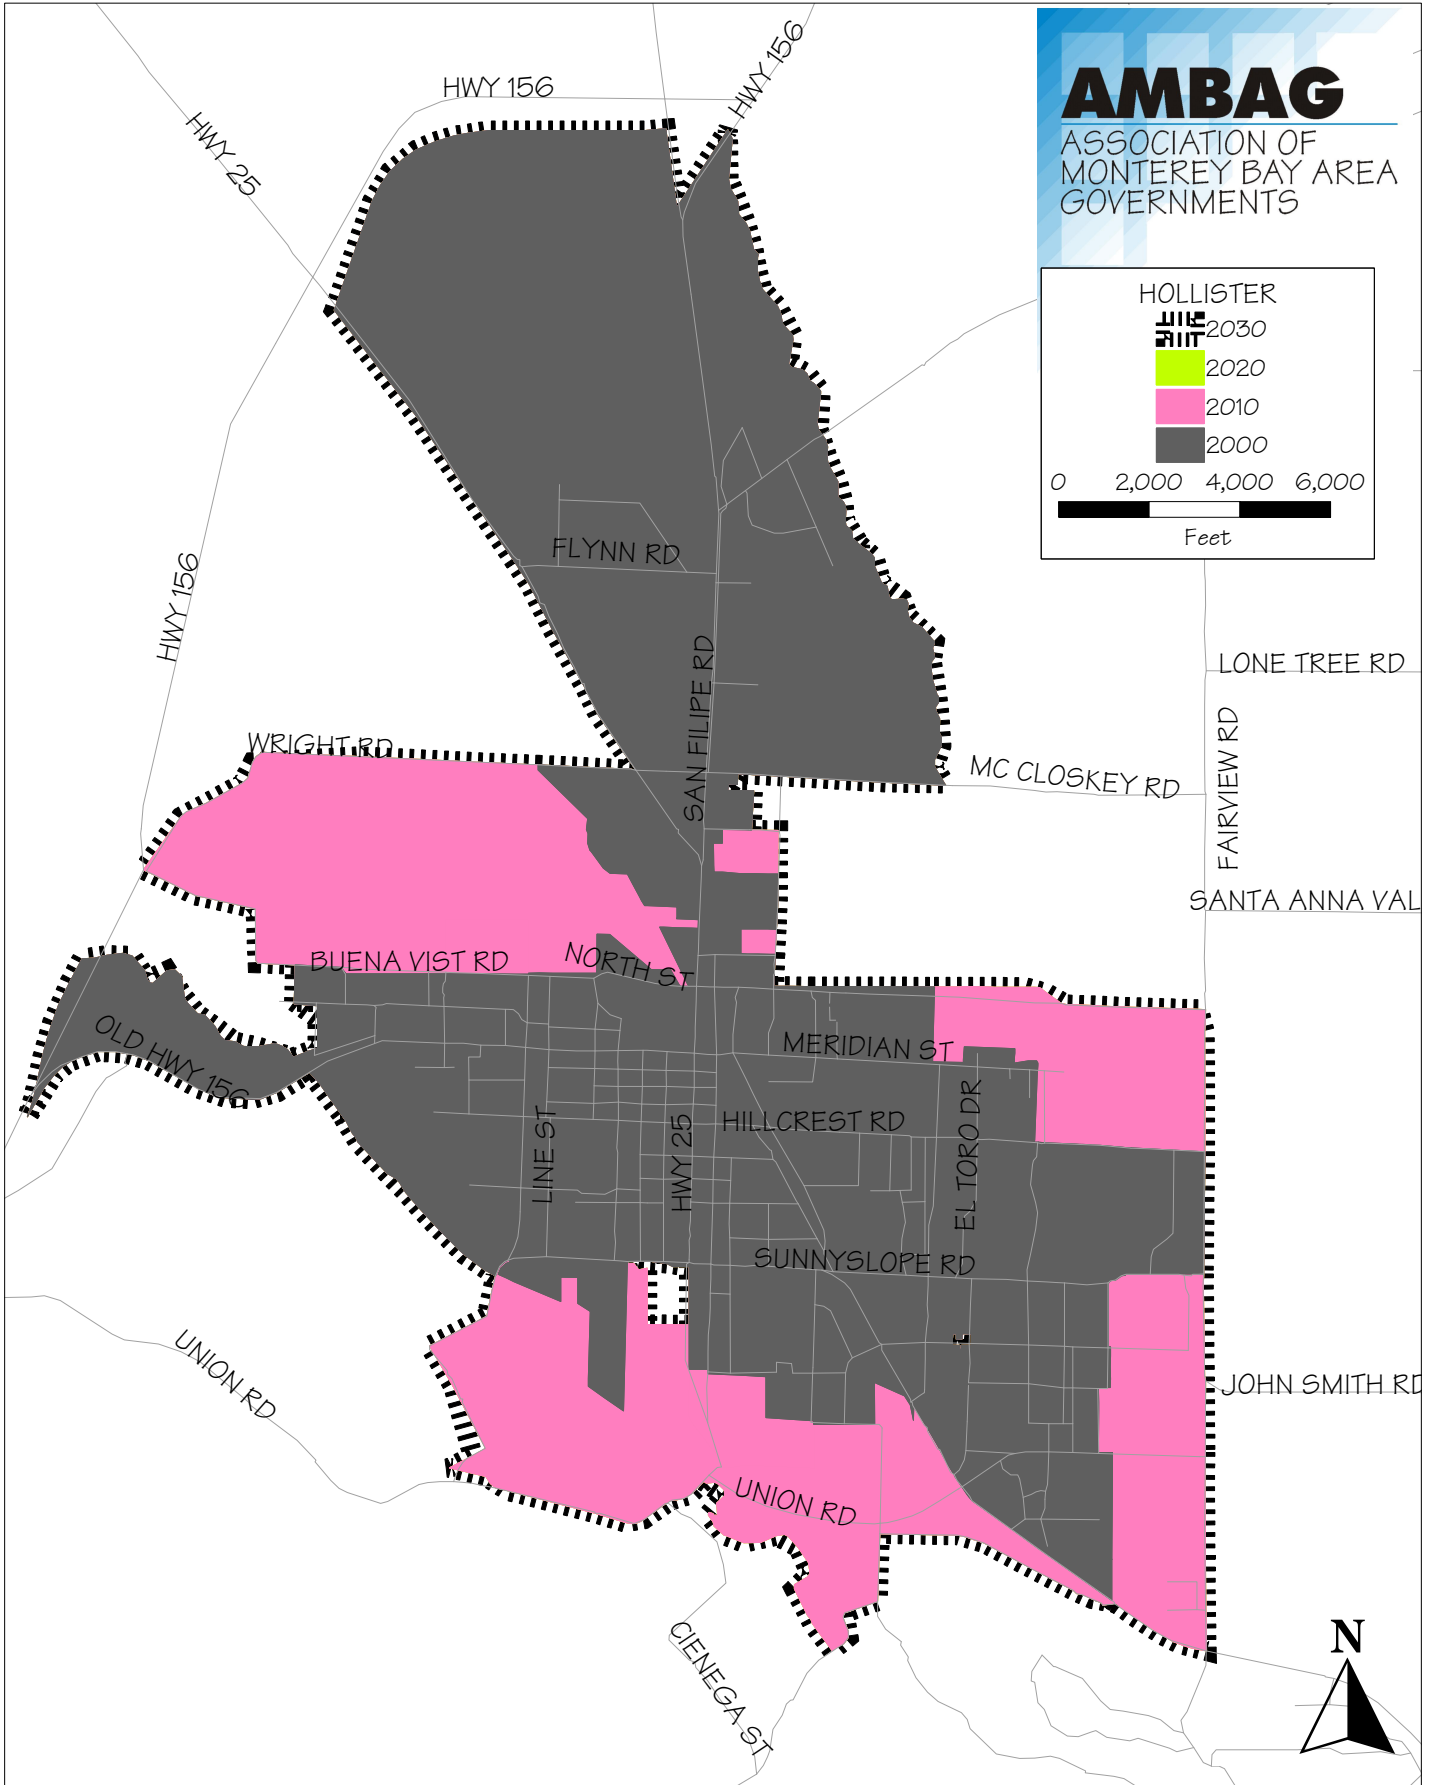 HWY 156
HWY 156
HWY 25
AMBAG
ASSOCIATION OF
MONTEREY BAY AREA
GOVERNMENTS
HOLLISTER
2030
2020
2010
2000
0 2,000 4,000 6,000
Feet
FLYNN RD
HWY 156
SAN FILIPE RD
LONE TREE RD
FAIRVIEW RD
WRIGHT RD
MC CLOSKEY RD
SANTA ANNA VAL
BUENA VIST RD
NORTH ST
OLD HWY 156
MERIDIAN ST
HILLCREST RD
LINE ST
HWY 25
EL TORO DR
SUNNYSLOPE RD
UNION RD
JOHN SMITH RD
UNION RD
CIENEGA ST
N